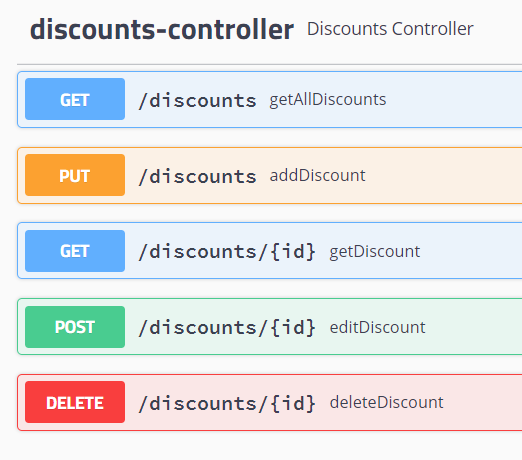 discounts-controller Discounts Controller
GET /discounts getAllDiscounts
PUT /discounts addDiscount
GET /discounts/{id} getDiscount
POST /discounts/{id} editDiscount
DELETE /discounts/{id} deleteDiscount